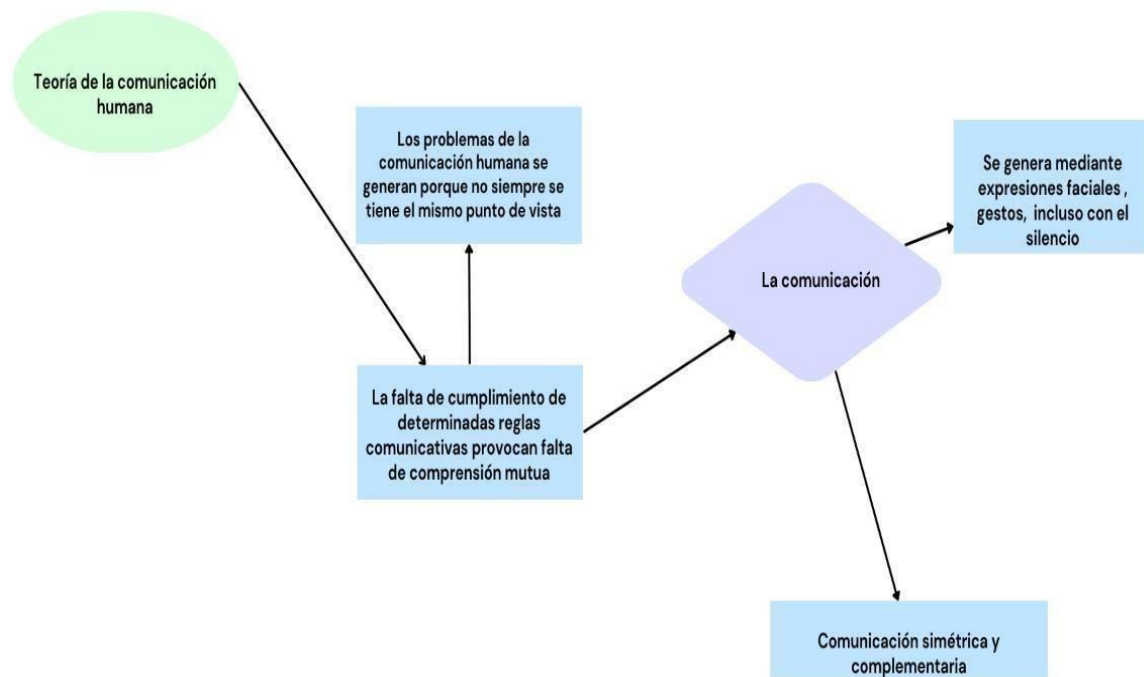 Teoría de la comunicación
humana
Los problemas de la
comunicación humana se
generan porque no siempre se
tiene el mismo punto de vista
Se genera mediante
expresiones faciales ,
gestos, incluso con el
silencio
La comunicación
La falta de cumplimiento de
determinadas reglas
comunicativas provocan falta
de comprensión mutua
Comunicación simétrica y
complementaria